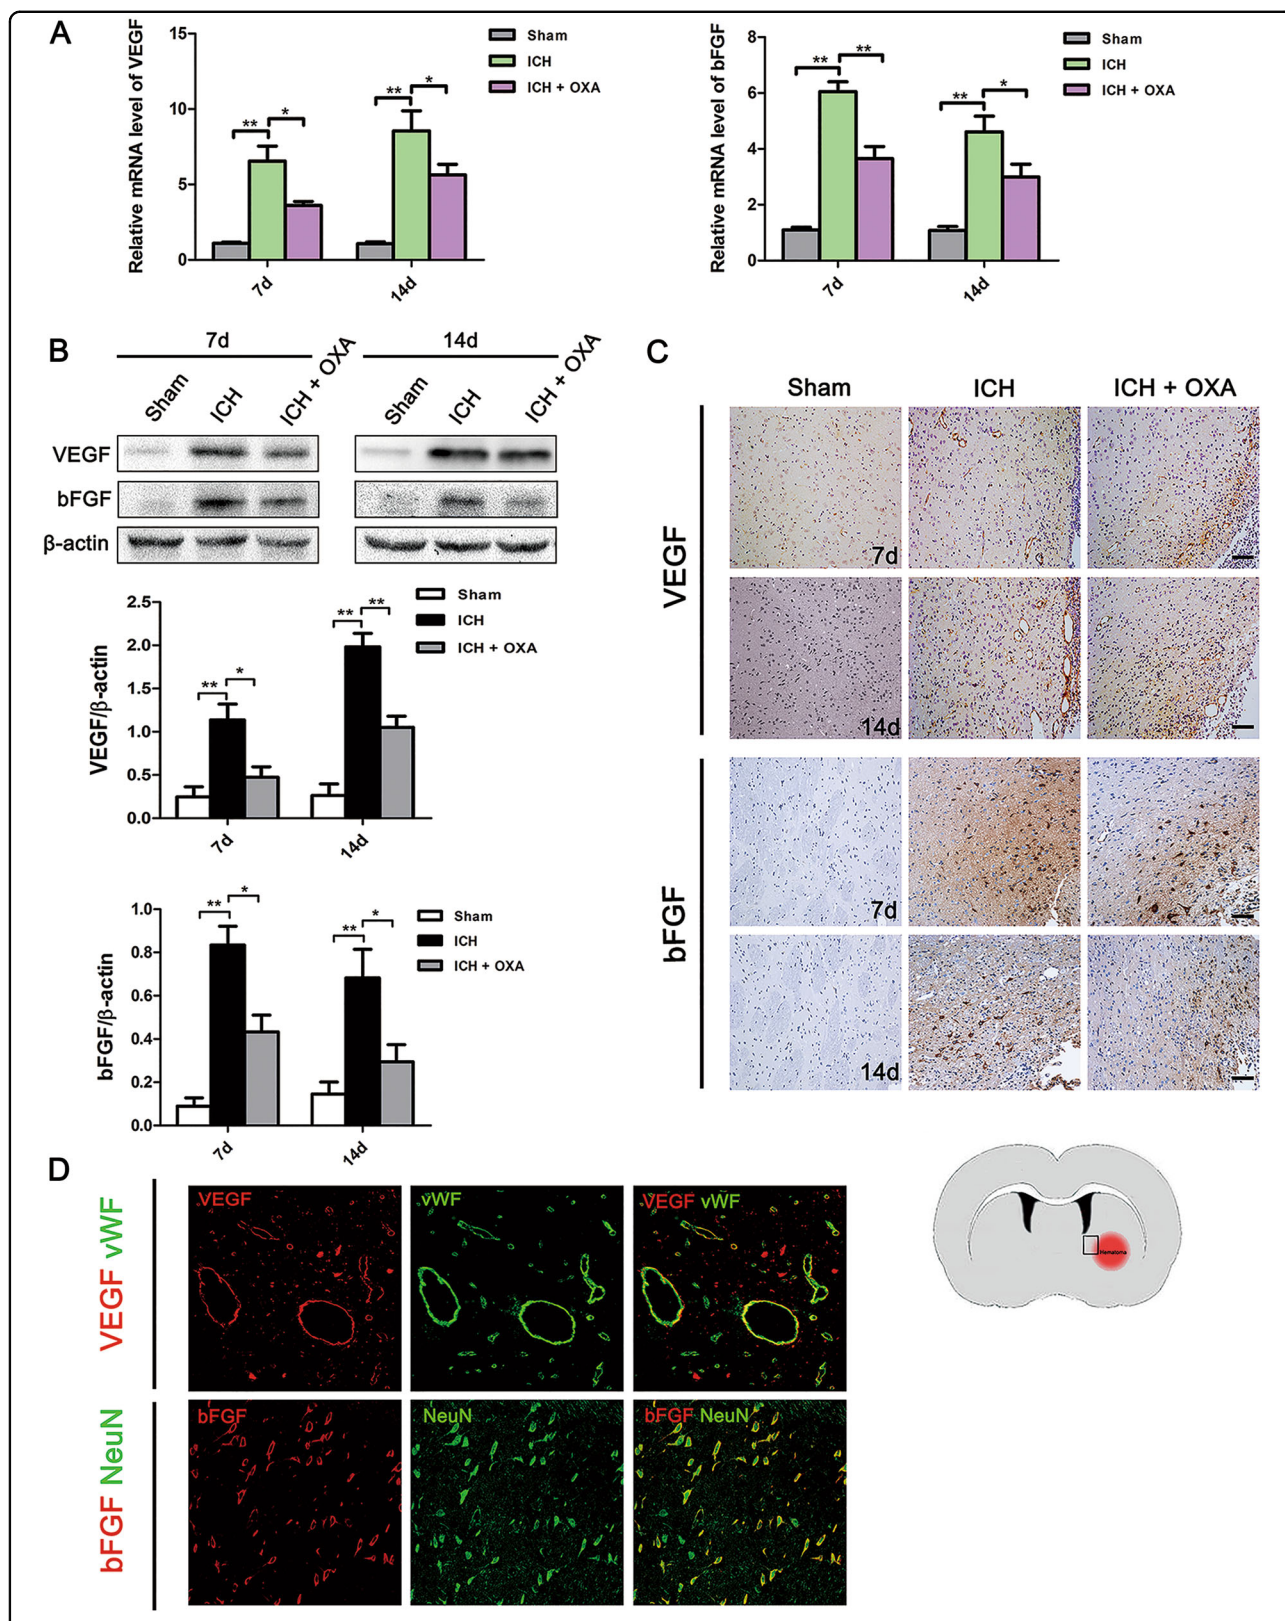 A
Relative mRNA level of VEGF
15
10
5
0
** *
** *
7d
14d
Sham
ICH
ICH + OXA
Relative mRNA level of bFGF
8
6
4
2
0
** **
** *
7d
14d
Sham
ICH
ICH + OXA
B
7d
14d
Sham
ICH
ICH + OXA
Sham
ICH
ICH + OXA
VEGF
bFGF
β-actin
VEGF/β-actin
2.5
2.0
1.5
1.0
0.5
0.0
** *
** **
7d
14d
Sham
ICH
ICH + OXA
bFGF/β-actin
1.0
0.8
0.6
0.4
0.2
0.0
** *
** *
7d
14d
Sham
ICH
ICH + OXA
C
Sham
ICH
ICH + OXA
VEGF
7d
14d
bFGF
7d
14d
Hematoma
D
VEGF vWF
VEGF
vWF
VEGF vWF
bFGF NeuN
bFGF
NeuN
bFGF NeuN